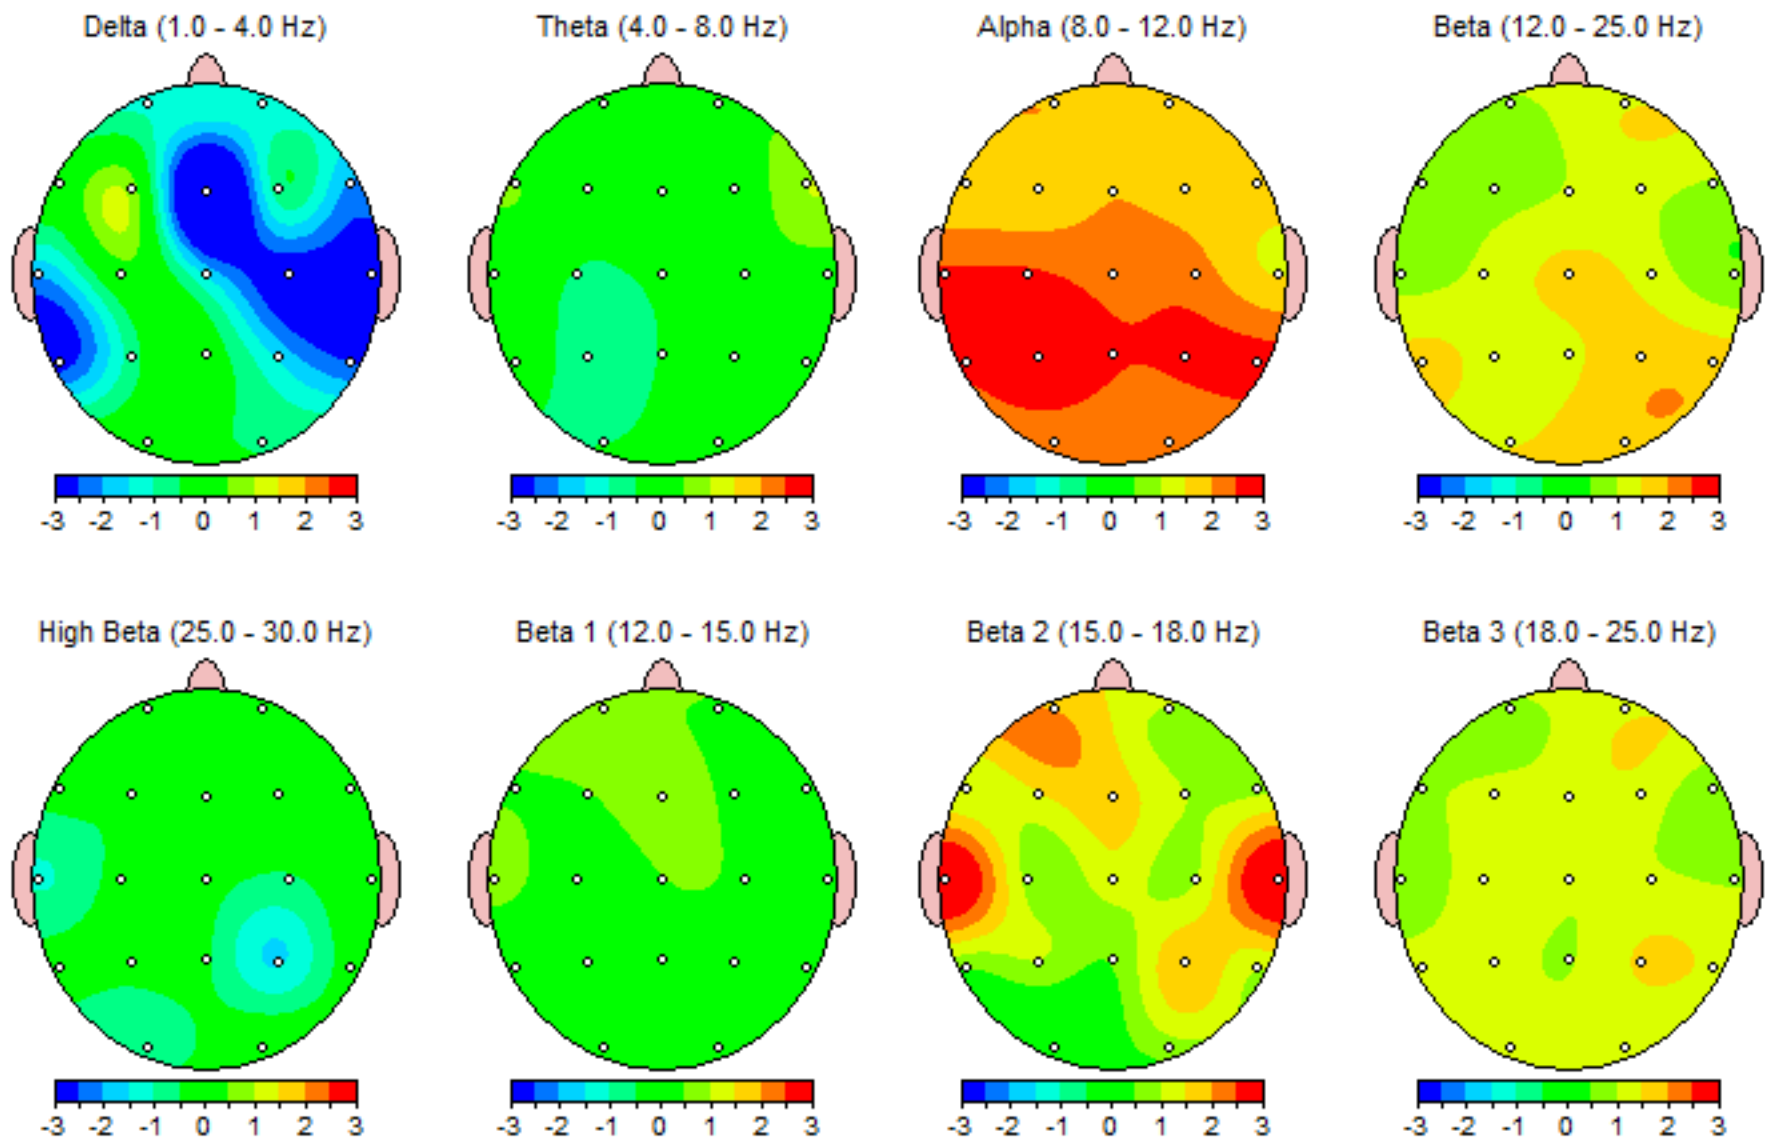 Delta (1.0 - 4.0 Hz) Theta (4.0 - 8.0 Hz) Alpha (8.0 - 12.0 Hz) Beta (12.0 - 25.0 Hz)
-3 -2 -1 0 1 2 3 -3 -2 -1 0 1 2 3 -3 -2 -1 0 1 2 3 -3 -2 -1 0 1 2 3
High Beta (25.0 - 30.0 Hz) Beta 1 (12.0 - 15.0 Hz) Beta 2 (15.0 - 18.0 Hz) Beta 3 (18.0 - 25.0 Hz)
-3 -2 -1 0 1 2 3 -3 -2 -1 0 1 2 3 -3 -2 -1 0 1 2 3 -3 -2 -1 0 1 2 3